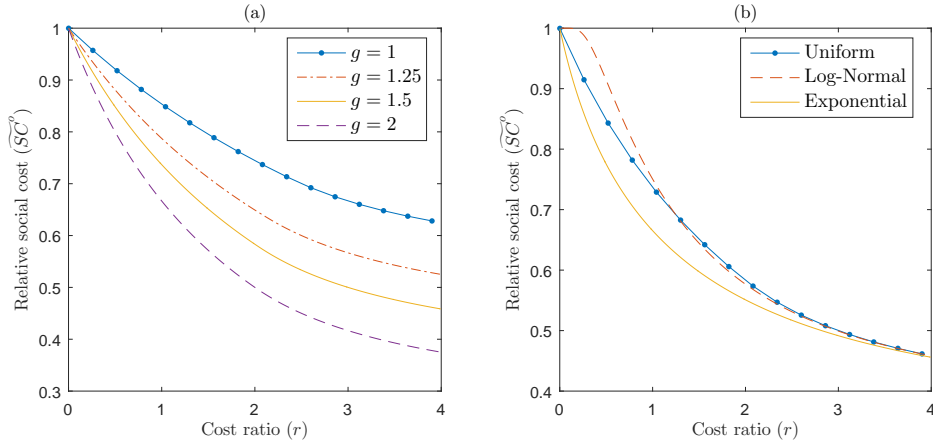 (a)
1
0.9
0.8
0.7
0.6
0.5
0.4
0.3
0
1
2
3
4
Relative social cost (S̃C°)
Cost ratio (r)
g = 1
g = 1.25
g = 1.5
g = 2
(b)
1
0.9
0.8
0.7
0.6
0.5
0.4
0
1
2
3
4
Relative social cost (S̃C°)
Cost ratio (r)
Uniform
Log-Normal
Exponential